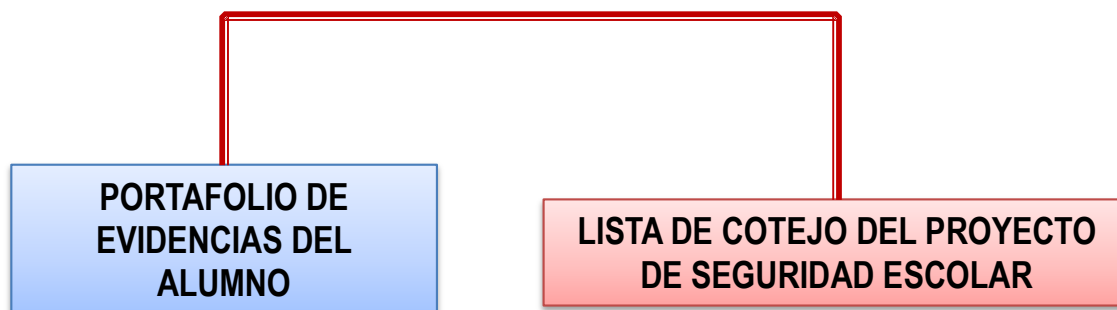 PORTAFOLIO DE
EVIDENCIAS DEL
ALUMNO
LISTA DE COTEJO DEL PROYECTO
DE SEGURIDAD ESCOLAR